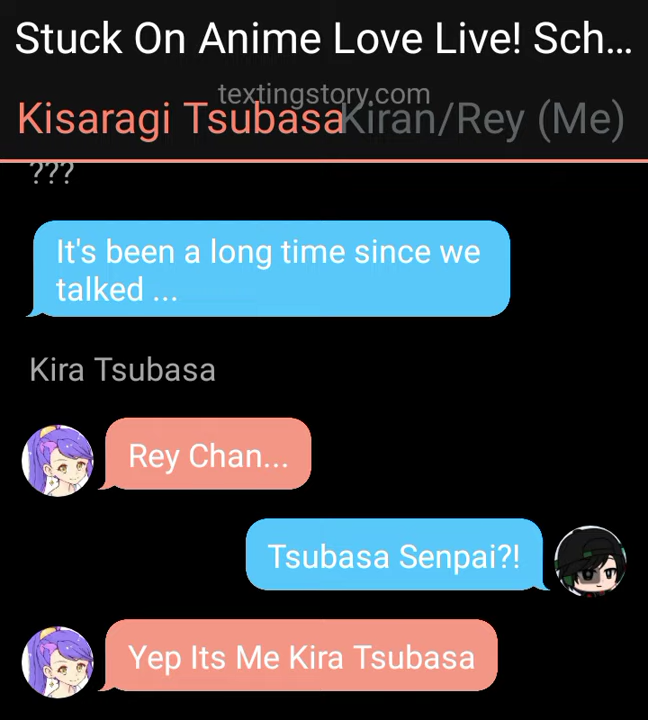 Stuck On Anime Love Live! Sch...
textingstory.com
Kisaragi Tsubasa
Kiran/Rey (Me)
???
It's been a long time since we
talked ...
Kira Tsubasa
Rey Chan...
Tsubasa Senpai?!
Yep Its Me Kira Tsubasa